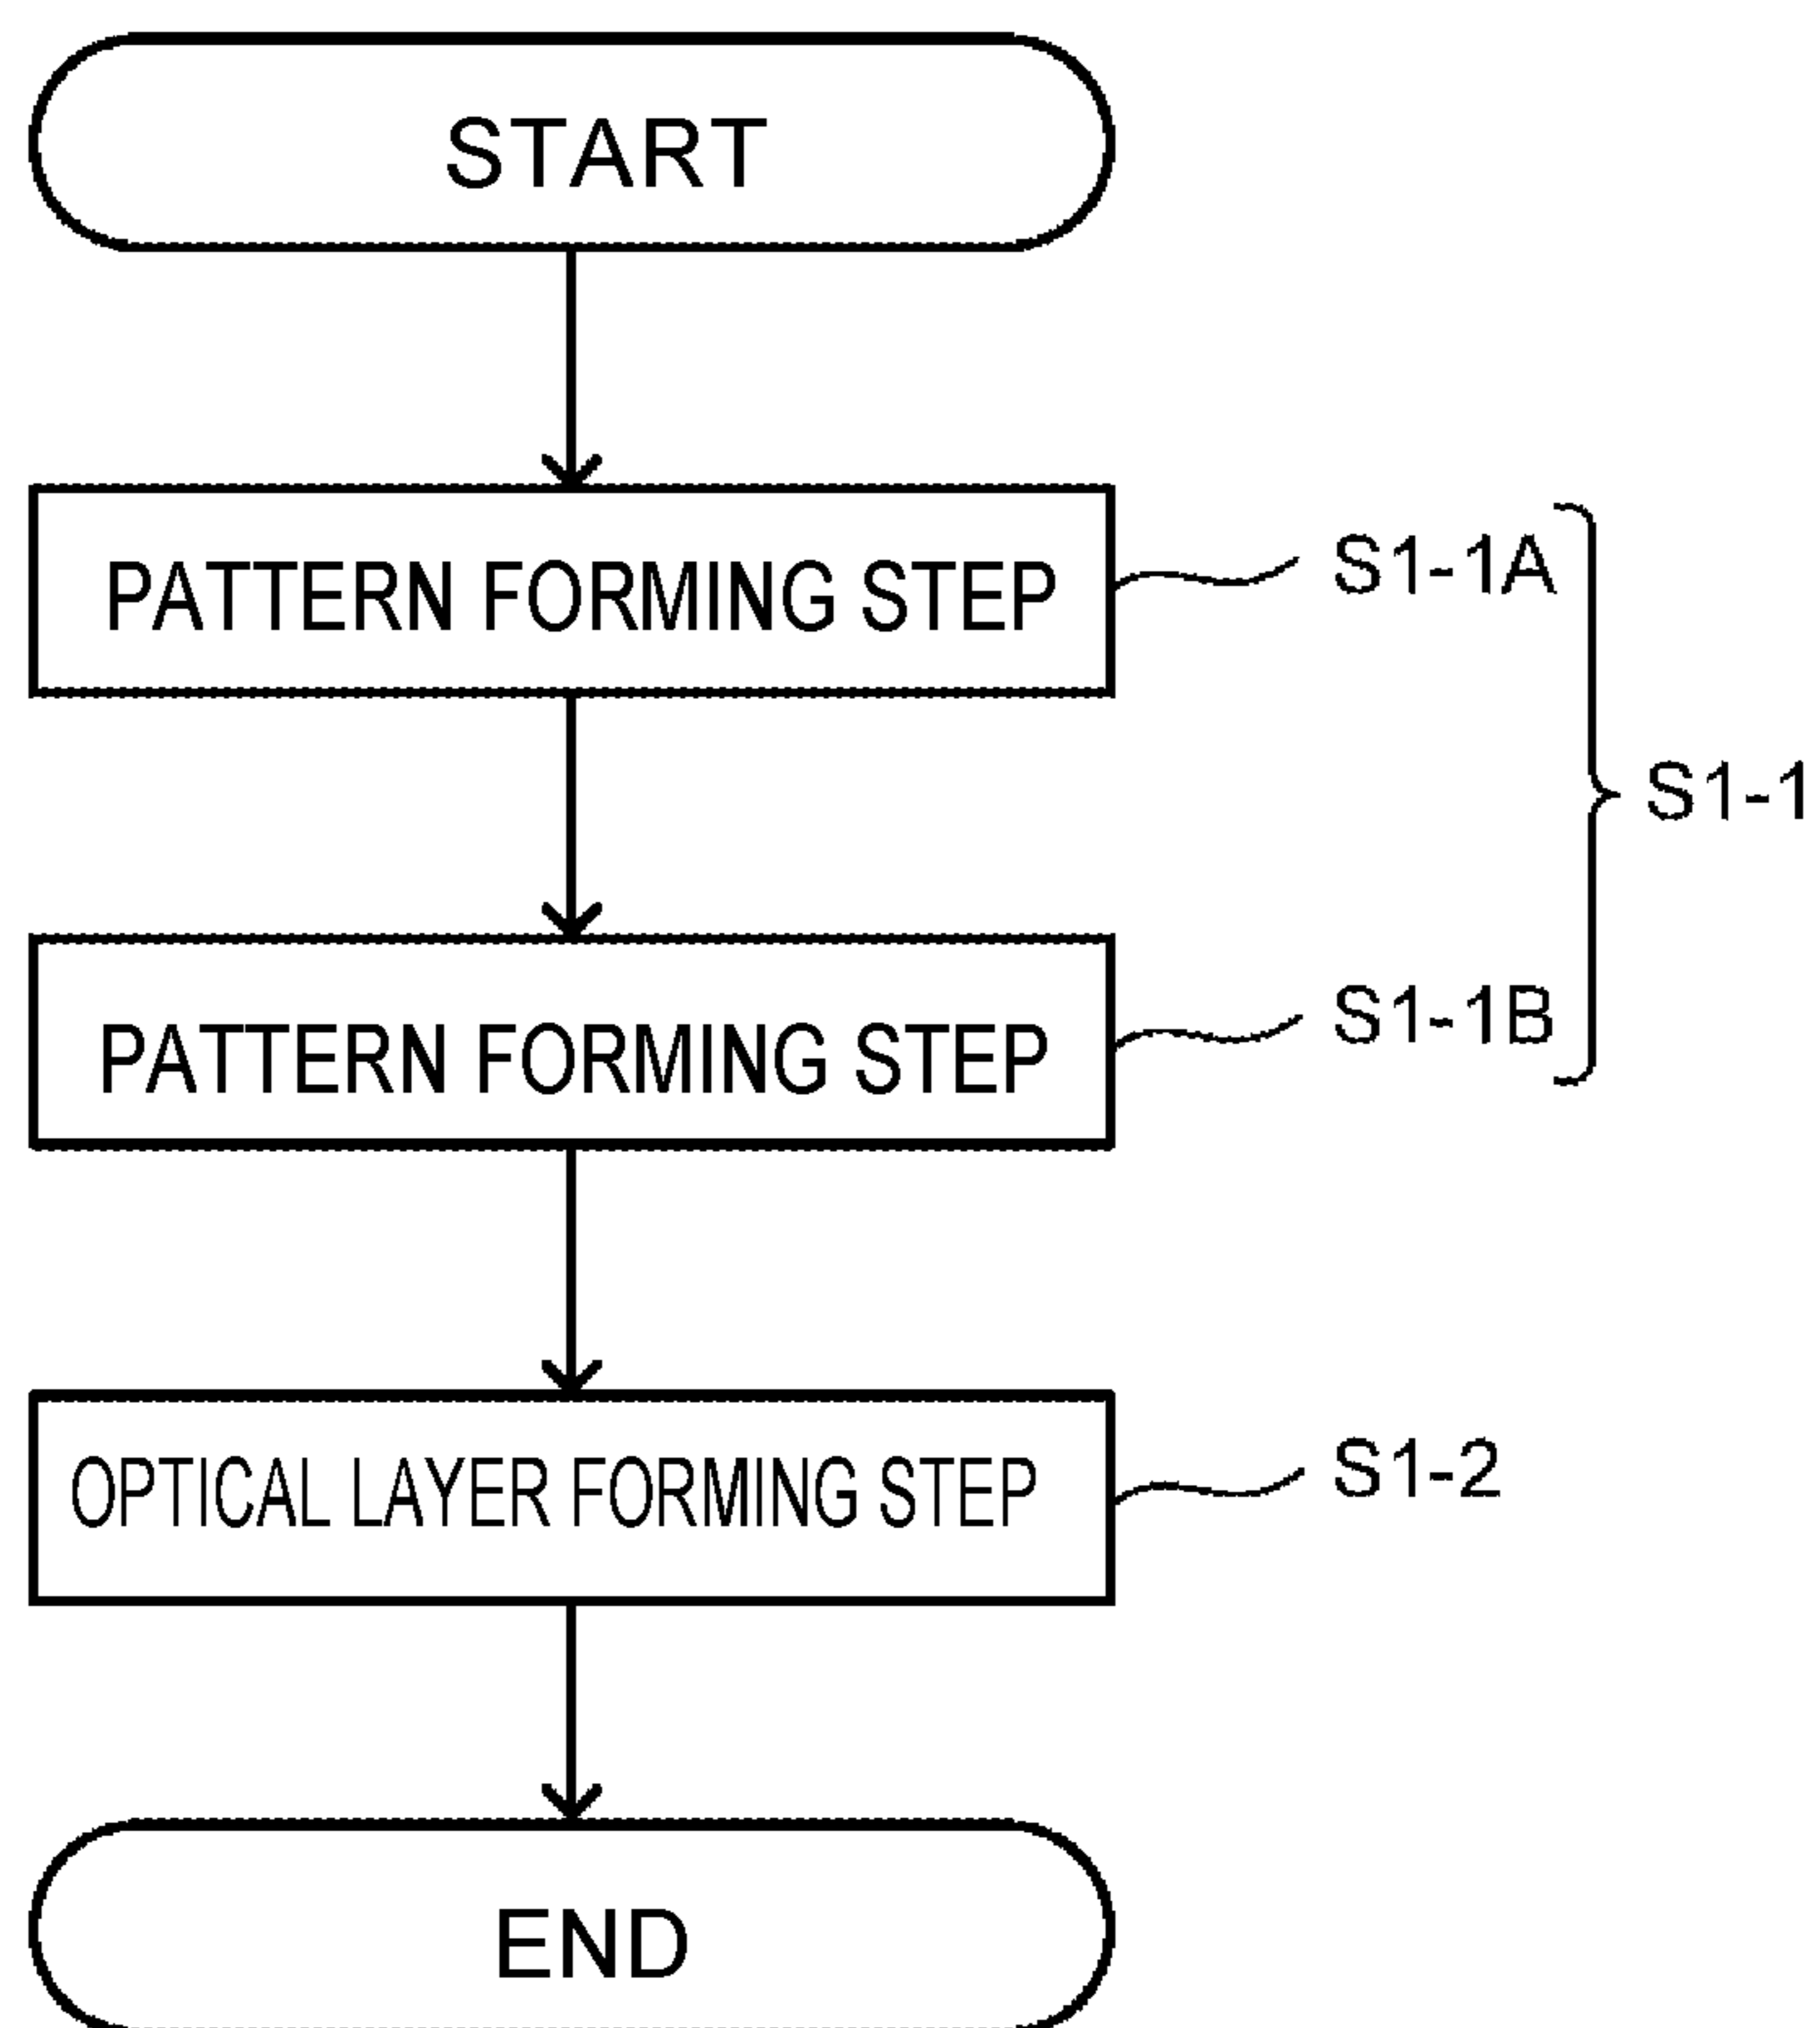 START
PATTERN FORMING STEP
S1-1A
S1-1
PATTERN FORMING STEP
S1-1B
OPTICAL LAYER FORMING STEP
S1-2
END